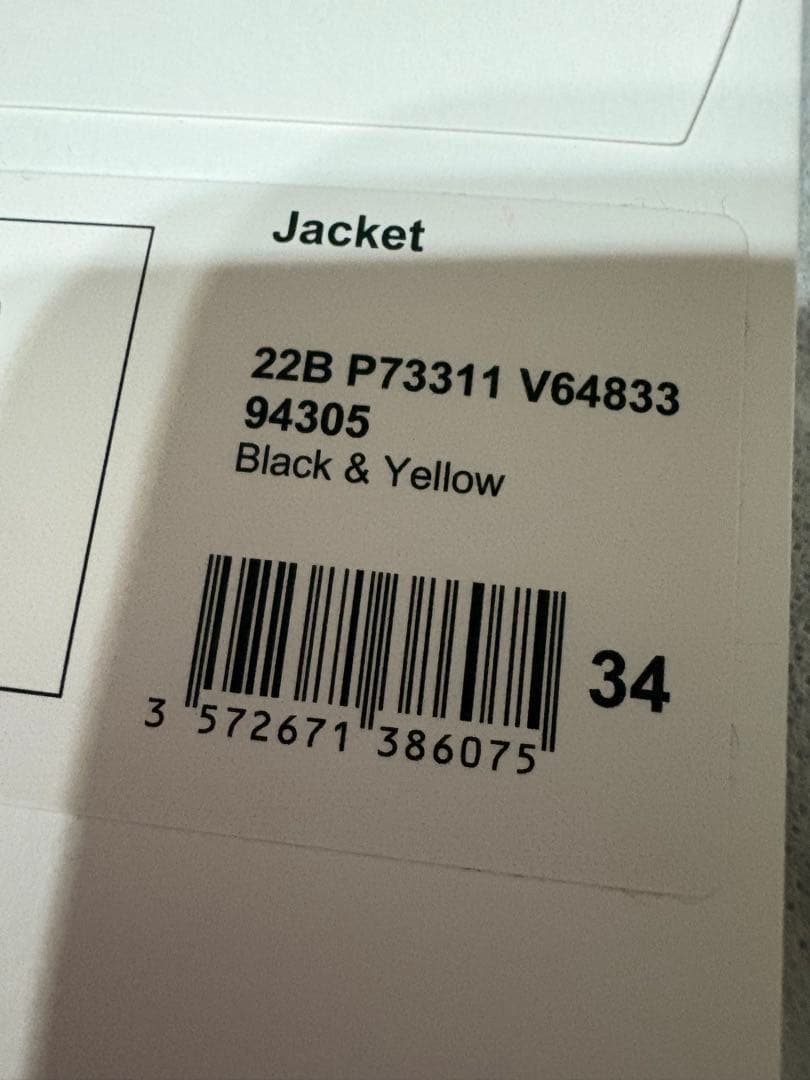 Jacket
22B P73311 V64833
94305
Black & Yellow
34
3 572671 386075